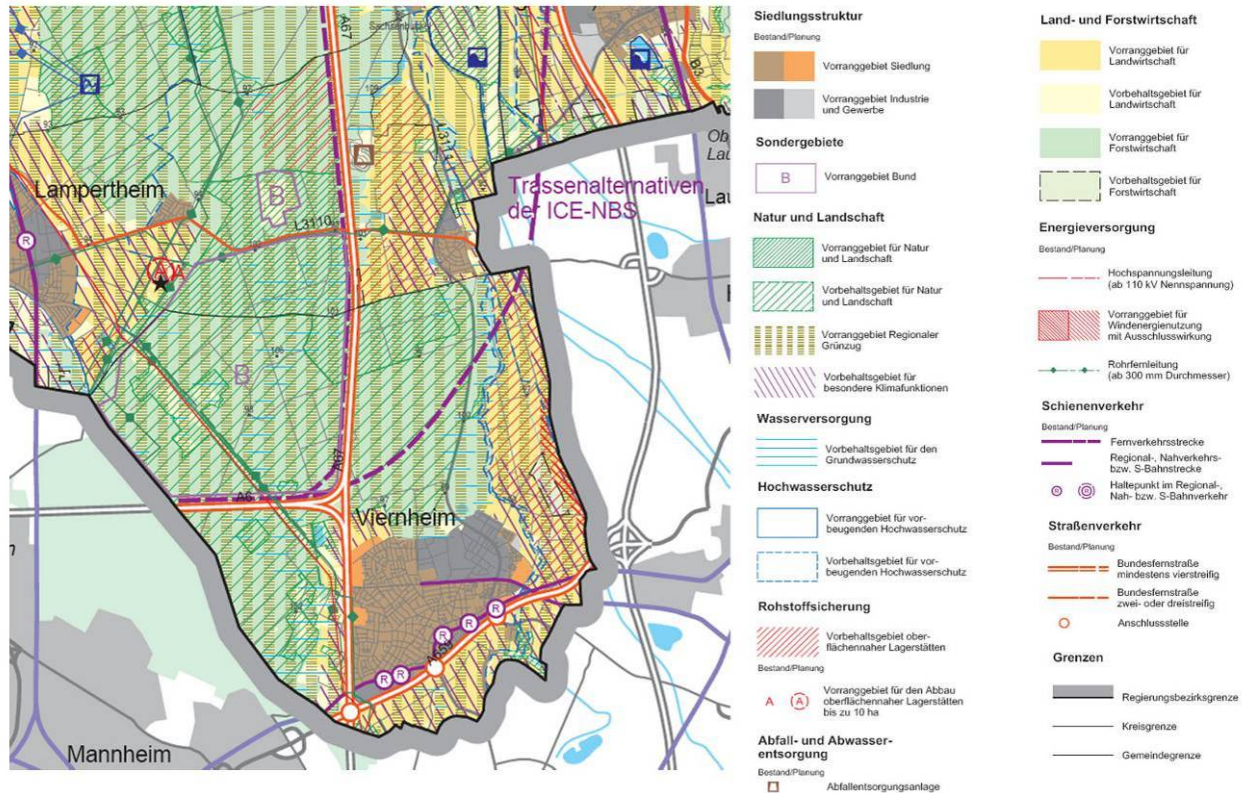 A67
Sachsenbuckel
B3
L3111
Lampertheim
B
Trassenalternativen
der ICE-NBS
L3110
R
A
A
B
A67
A6
Viernheim
R
R
A659
R
R
Mannheim
Siedlungsstruktur
Bestand/Planung
Vorranggebiet Siedlung
Vorranggebiet Industrie
und Gewerbe
Sondergebiete
B
Vorranggebiet Bund
Natur und Landschaft
Vorranggebiet für Natur
und Landschaft
Vorbehaltsgebiet für Natur
und Landschaft
Vorranggebiet Regionaler
Grünzug
Vorbehaltsgebiet für
besondere Klimafunktionen
Wasserversorgung
Vorbehaltsgebiet für den
Grundwasserschutz
Hochwasserschutz
Vorranggebiet für vor-
beugenden Hochwasserschutz
Vorbehaltsgebiet für vor-
beugenden Hochwasserschutz
Rohstoffsicherung
Vorbehaltsgebiet ober-
flächennaher Lagerstätten
Bestand/Planung
A
A
Vorranggebiet für den Abbau
oberflächennaher Lagerstätten
bis zu 10 ha
Abfall- und Abwasser-
entsorgung
Bestand/Planung
Abfallentsorgungsanlage
Land- und Forstwirtschaft
Vorranggebiet für
Landwirtschaft
Vorbehaltsgebiet für
Landwirtschaft
Vorranggebiet für
Forstwirtschaft
Vorbehaltsgebiet für
Forstwirtschaft
Energieversorgung
Bestand/Planung
Hochspannungsleitung
(ab 110 kV Nennspannung)
Vorranggebiet für
Windenergienutzung
mit Ausschlusswirkung
Rohrfernleitung
(ab 300 mm Durchmesser)
Schienenverkehr
Bestand/Planung
Fernverkehrsstrecke
Regional-, Nahverkehrs-
bzw. S-Bahnstrecke
R
R
Haltepunkt im Regional-,
Nah- bzw. S-Bahnverkehr
Straßenverkehr
Bestand/Planung
Bundesfernstraße
mindestens vierstreifig
Bundesfernstraße
zwei- oder dreistreifig
Anschlussstelle
Grenzen
Regierungsbezirksgrenze
Kreisgrenze
Gemeindegrenze